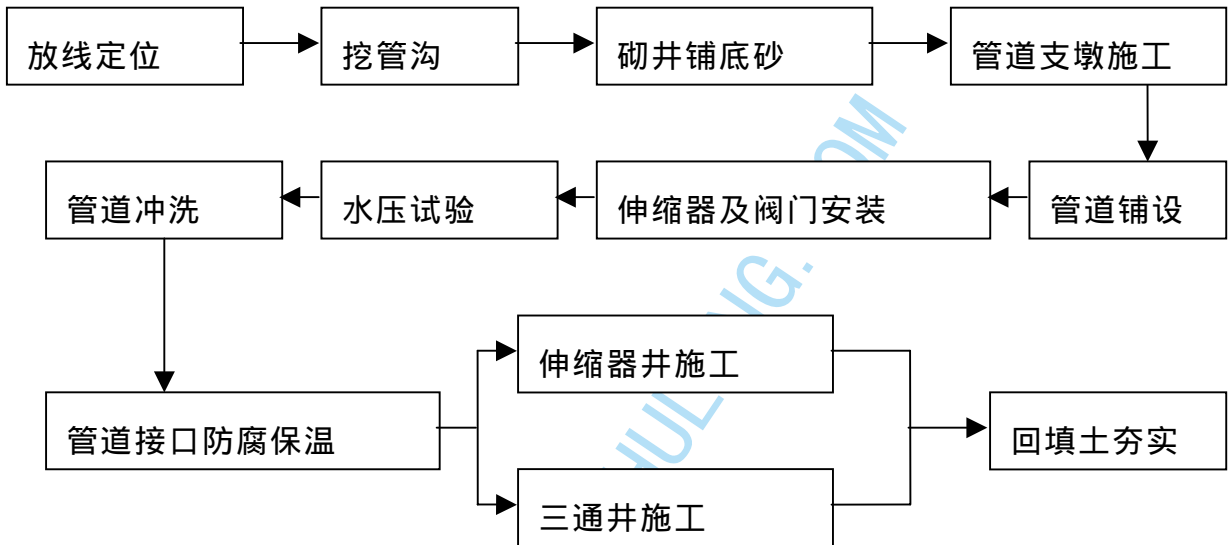 放线定位
挖管沟
砌井铺底砂
管道支墩施工
管道铺设
伸缩器及阀门安装
水压试验
管道冲洗
管道接口防腐保温
伸缩器井施工
三通井施工
回填土夯实